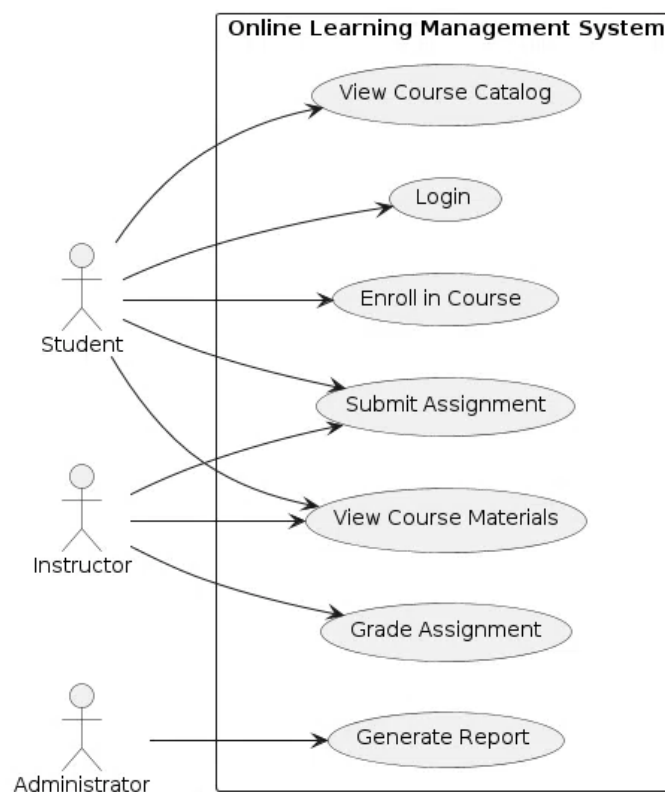 Online Learning Management System
View Course Catalog
Login
Enroll in Course
Student
Submit Assignment
View Course Materials
Instructor
Grade Assignment
Generate Report
Administrator